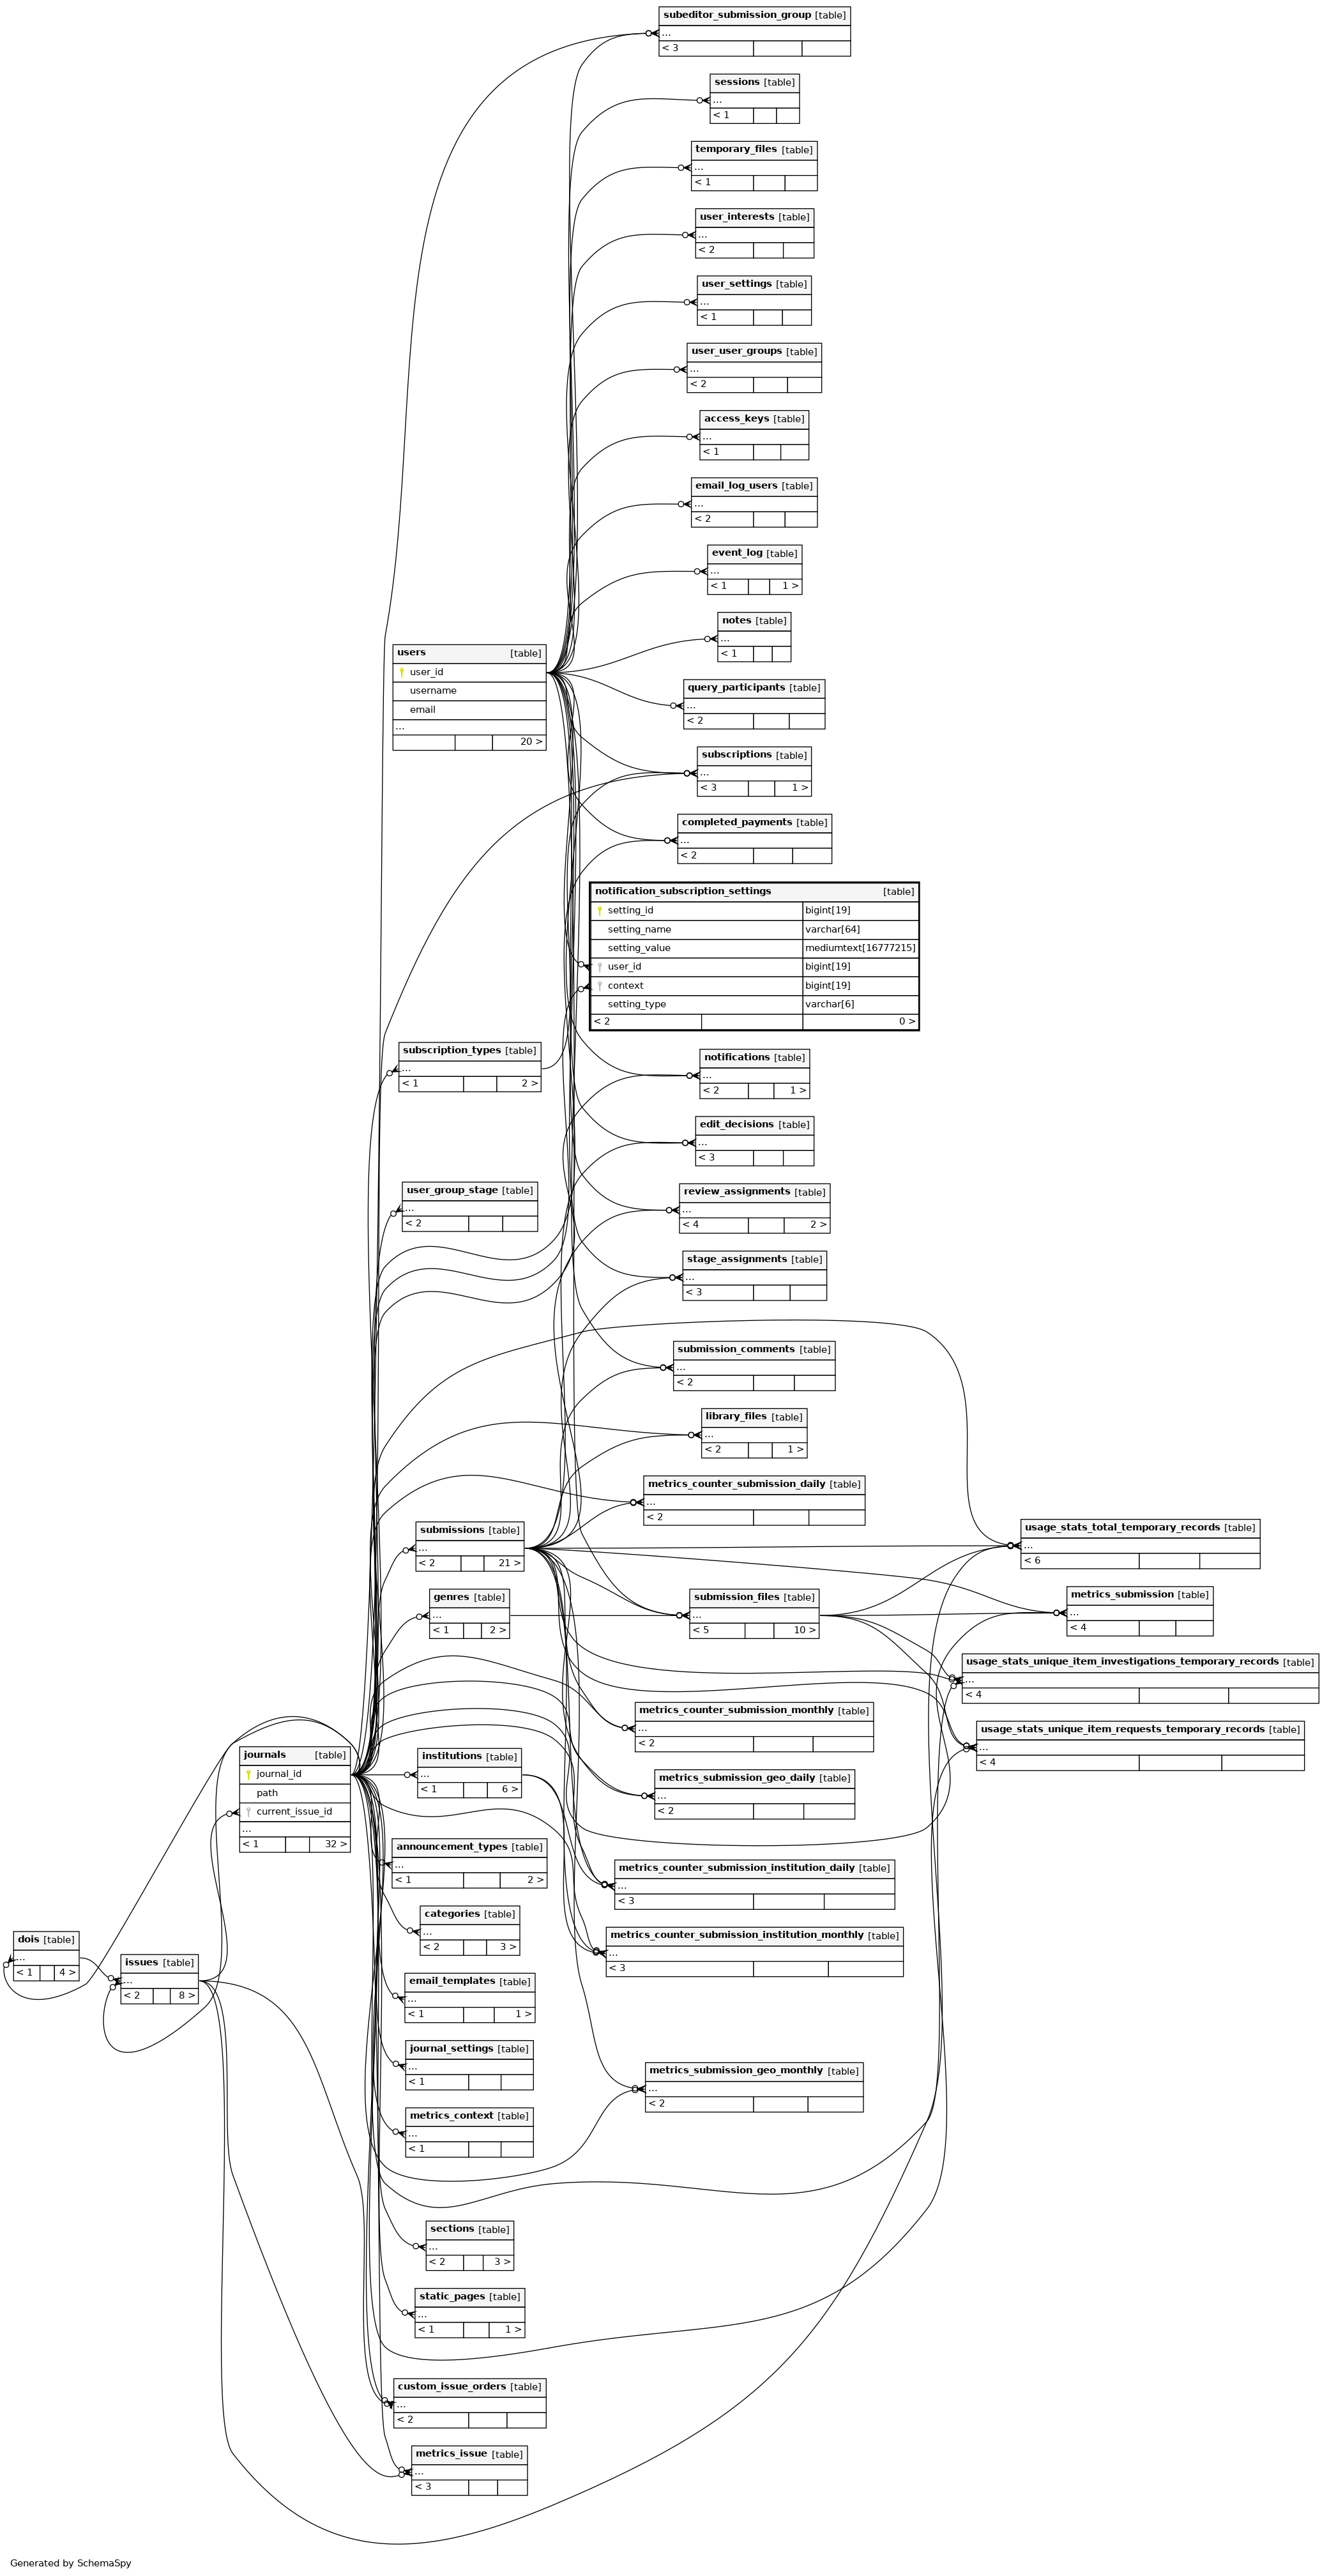 subeditor_submission_group [table]
...
< 3
sessions [table]
...
< 1
temporary_files [table]
...
< 1
user_interests [table]
...
< 2
user_settings [table]
...
< 1
user_user_groups [table]
...
< 2
access_keys [table]
...
< 1
email_log_users [table]
...
< 2
event_log [table]
...
< 1 1 >
notes [table]
...
< 1
users [table]
user_id
username
email
...
20 >
query_participants [table]
...
< 2
subscriptions [table]
...
< 3 1 >
completed_payments [table]
...
< 2
notification_subscription_settings [table]
setting_id bigint[19]
setting_name varchar[64]
setting_value mediumtext[16777215]
user_id bigint[19]
context bigint[19]
setting_type varchar[6]
< 2 0 >
subscription_types [table]
...
< 1 2 >
notifications [table]
...
< 2 1 >
edit_decisions [table]
...
< 3
user_group_stage [table]
...
< 2
review_assignments [table]
...
< 4 2 >
stage_assignments [table]
...
< 3
submission_comments [table]
...
< 2
library_files [table]
...
< 2 1 >
metrics_counter_submission_daily [table]
...
< 2
submissions [table]
...
< 2 21 >
usage_stats_total_temporary_records [table]
...
< 6
genres [table]
...
< 1 2 >
submission_files [table]
...
< 5 10 >
metrics_submission [table]
...
< 4
usage_stats_unique_item_investigations_temporary_records [table]
...
< 4
metrics_counter_submission_monthly [table]
...
< 2
usage_stats_unique_item_requests_temporary_records [table]
...
< 4
journals [table]
journal_id
path
current_issue_id
...
< 1 32 >
institutions [table]
...
< 1 6 >
metrics_submission_geo_daily [table]
...
< 2
announcement_types [table]
...
< 1 2 >
metrics_counter_submission_institution_daily [table]
...
< 3
categories [table]
...
< 2 3 >
metrics_counter_submission_institution_monthly [table]
...
< 3
dois [table]
...
< 1 4 >
issues [table]
...
< 2 8 >
email_templates [table]
...
< 1 1 >
journal_settings [table]
...
< 1
metrics_submission_geo_monthly [table]
...
< 2
metrics_context [table]
...
< 1
sections [table]
...
< 2 3 >
static_pages [table]
...
< 1 1 >
custom_issue_orders [table]
...
< 2
metrics_issue [table]
...
< 3
Generated by SchemaSpy